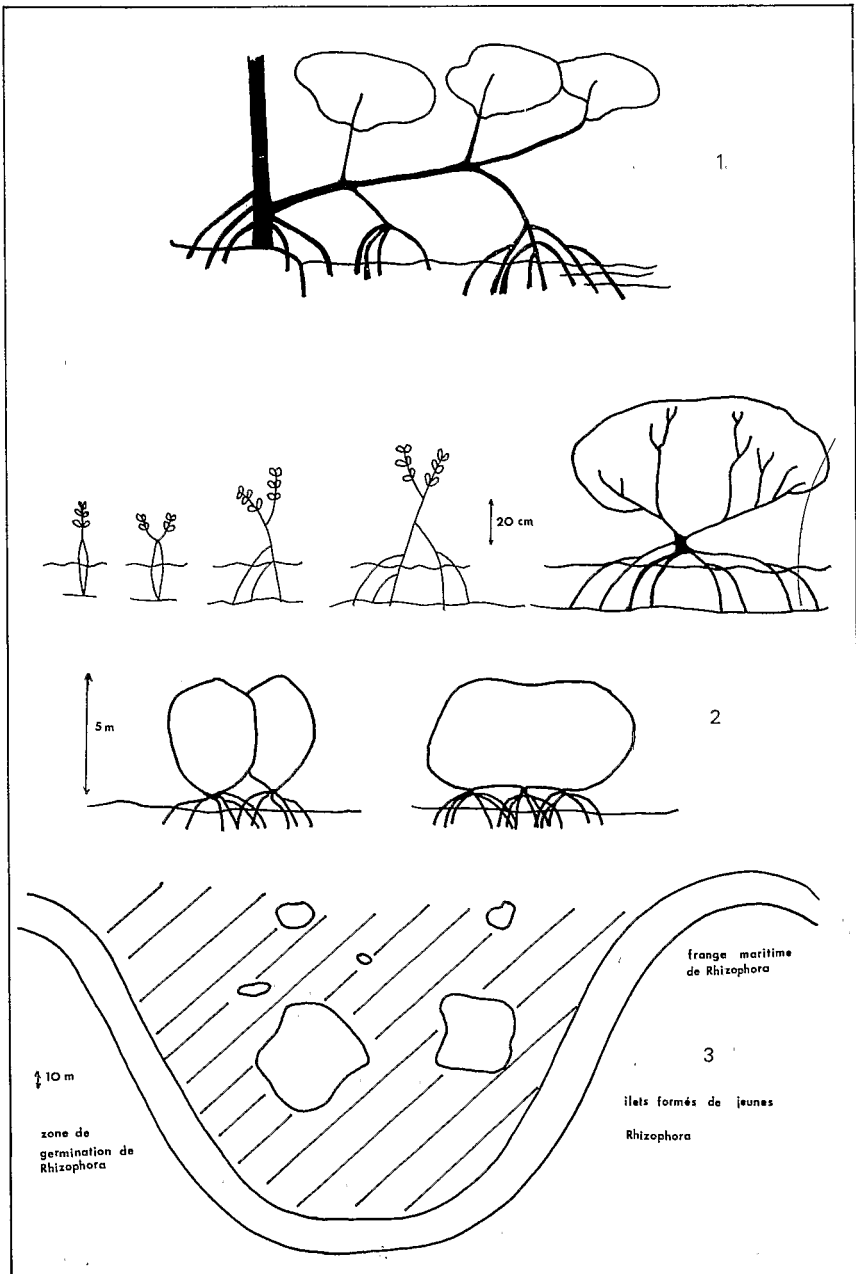 1
20 cm
5 m
2
frange maritime
de Rhizophora
3
10 m
ilets formés de jeunes
Rhizophora
zone de
germination de
Rhizophora